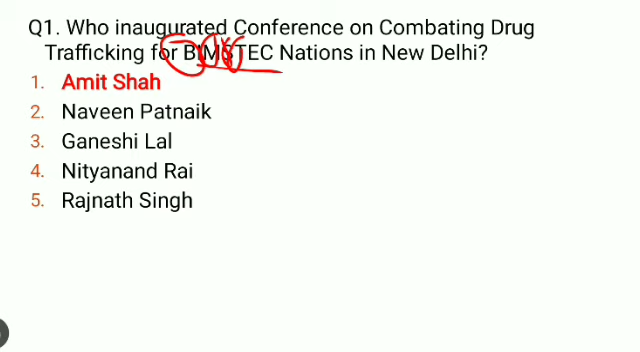 Q1. Who inaugurated Conference on Combating Drug
Trafficking for BIMSTEC Nations in New Delhi?
1. Amit Shah
2. Naveen Patnaik
3. Ganeshi Lal
4. Nityanand Rai
5. Rajnath Singh